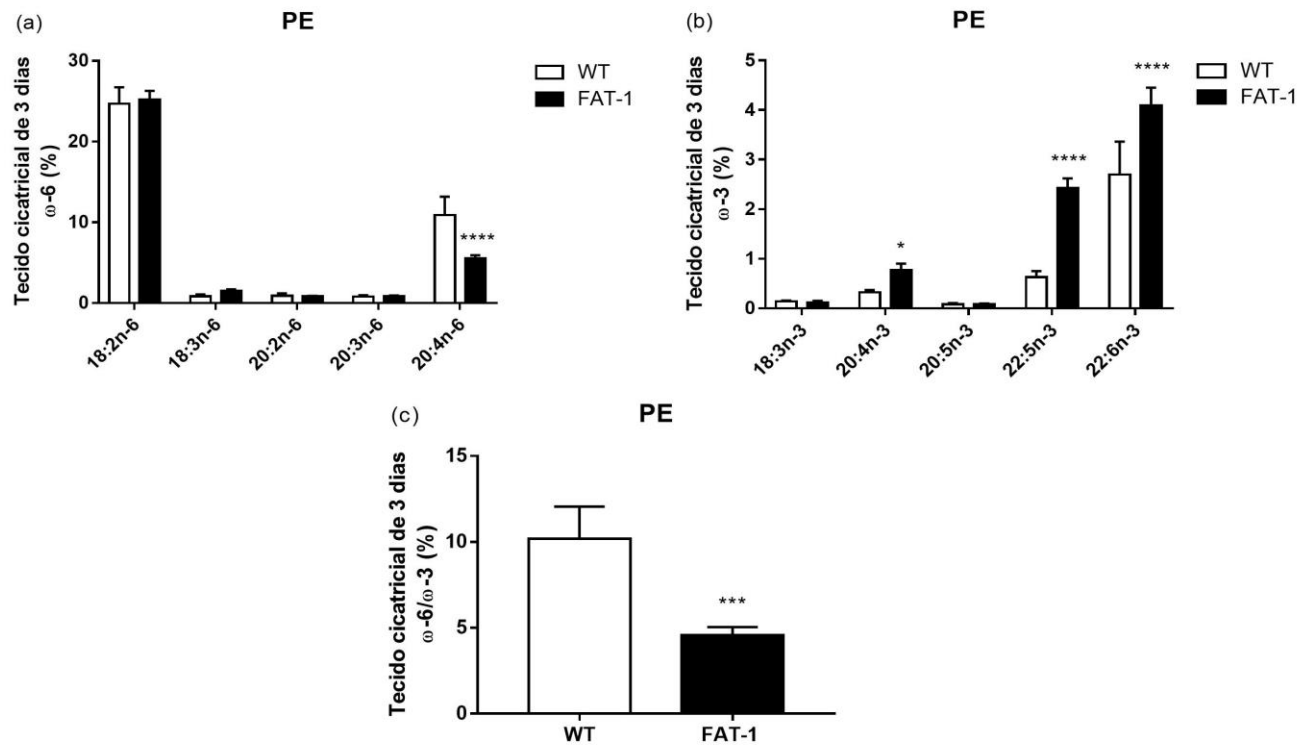 (a)
PE
Tecido cicatricial de 3 dias
ω-6 (%)
30
20
10
0
18:2n-6
18:3n-6
20:2n-6
20:3n-6
20:4n-6
****
WT
FAT-1
(b)
PE
Tecido cicatricial de 3 dias
ω-3 (%)
5
4
3
2
1
0
18:3n-3
20:4n-3
20:5n-3
22:5n-3
22:6n-3
*
****
****
WT
FAT-1
(c)
PE
Tecido cicatricial de 3 dias
ω-6/ω-3 (%)
15
10
5
0
***
WT
FAT-1